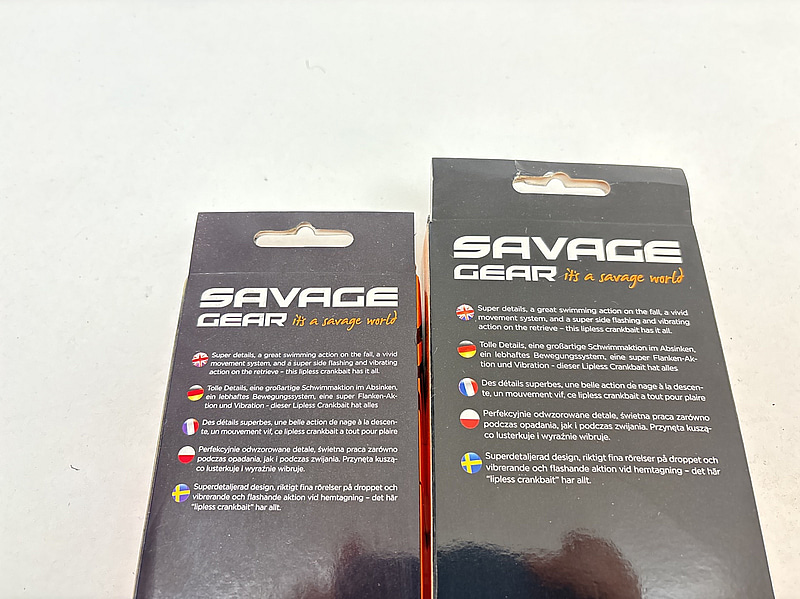 SAVAGE
GEAR it's a savage world
Super details, a great swimming action on the fall, a vivid
movement system, and a super side flashing and vibrating
action on the retrieve – this lipless crankbait has it all.
Tolle Details, eine großartige Schwimmaktion im Absinken,
ein lebhaftes Bewegungssystem, eine super Flanken-Ak-
tion und Vibration - dieser Lipless Crankbait hat alles
Des détails superbes, une belle action de nage à la descen-
te, un mouvement vif, ce lipless crankbait a tout pour plaire
Perfekcyjnie odwzorowane detale, świetna praca zarówno
podczas opadania, jak i podczas zwijania. Przynęta kuszą-
co lusterkuje i wyraźnie wibruje.
Superdetaljerad design, riktigt fina rörelser på droppet och
vibrerande och flashande aktion vid hemtagning – det här
"lipless crankbait" har allt.
SAVAGE
GEAR it's a savage world
Super details, a great swimming action on the fall, a vivid
movement system, and a super side flashing and vibrating
action on the retrieve – this lipless crankbait has it all.
Tolle Details, eine großartige Schwimmaktion im Absinken,
ein lebhaftes Bewegungssystem, eine super Flanken-Ak-
tion und Vibration - dieser Lipless Crankbait hat alles
Des détails superbes, une belle action de nage à la descen-
te, un mouvement vif, ce lipless crankbait a tout pour plaire
Perfekcyjnie odwzorowane detale, świetna praca zarówno
podczas opadania, jak i podczas zwijania. Przynęta kuszą-
co lusterkuje i wyraźnie wibruje.
Superdetaljerad design, riktigt fina rörelser på droppet och
vibrerande och flashande aktion vid hemtagning – det här
"lipless crankbait" har allt.